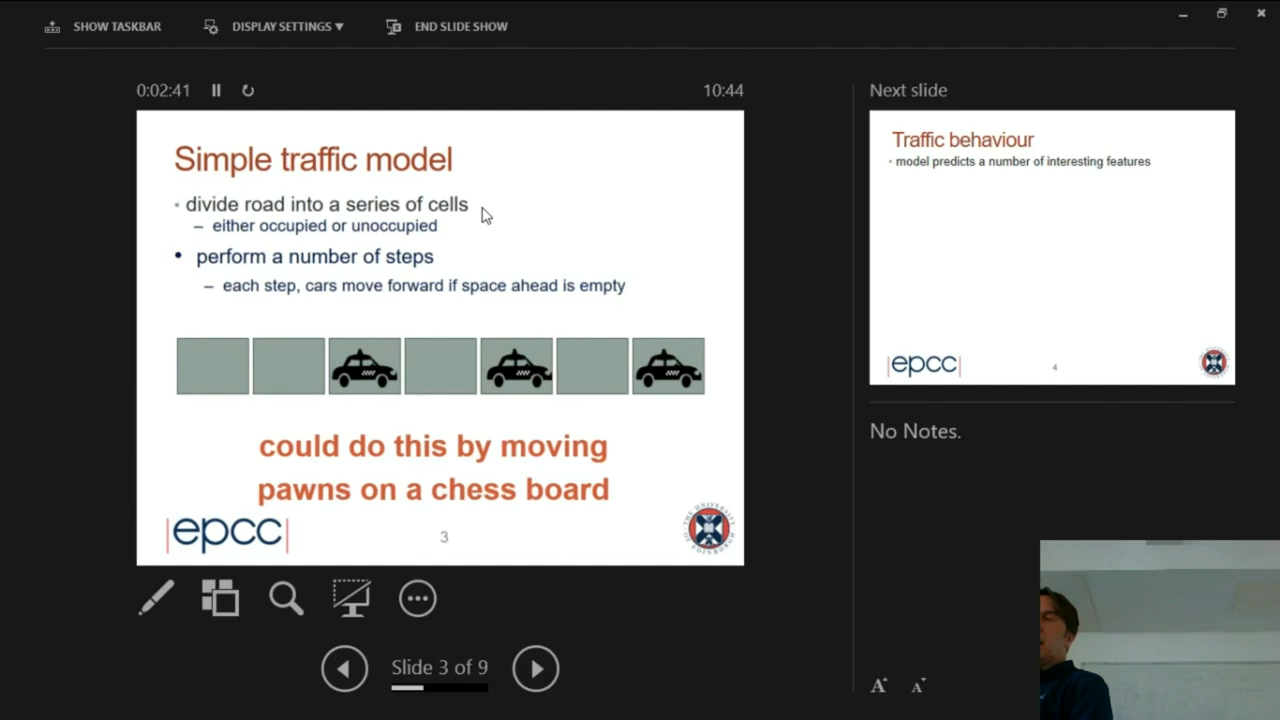 SHOW TASKBAR
DISPLAY SETTINGS ▼
END SLIDE SHOW
0:02:41
10:44
Simple traffic model
• divide road into a series of cells
– either occupied or unoccupied
• perform a number of steps
– each step, cars move forward if space ahead is empty
could do this by moving
pawns on a chess board
|epcc|
3
Slide 3 of 9
Next slide
Traffic behaviour
• model predicts a number of interesting features
|epcc|
4
No Notes.
A A